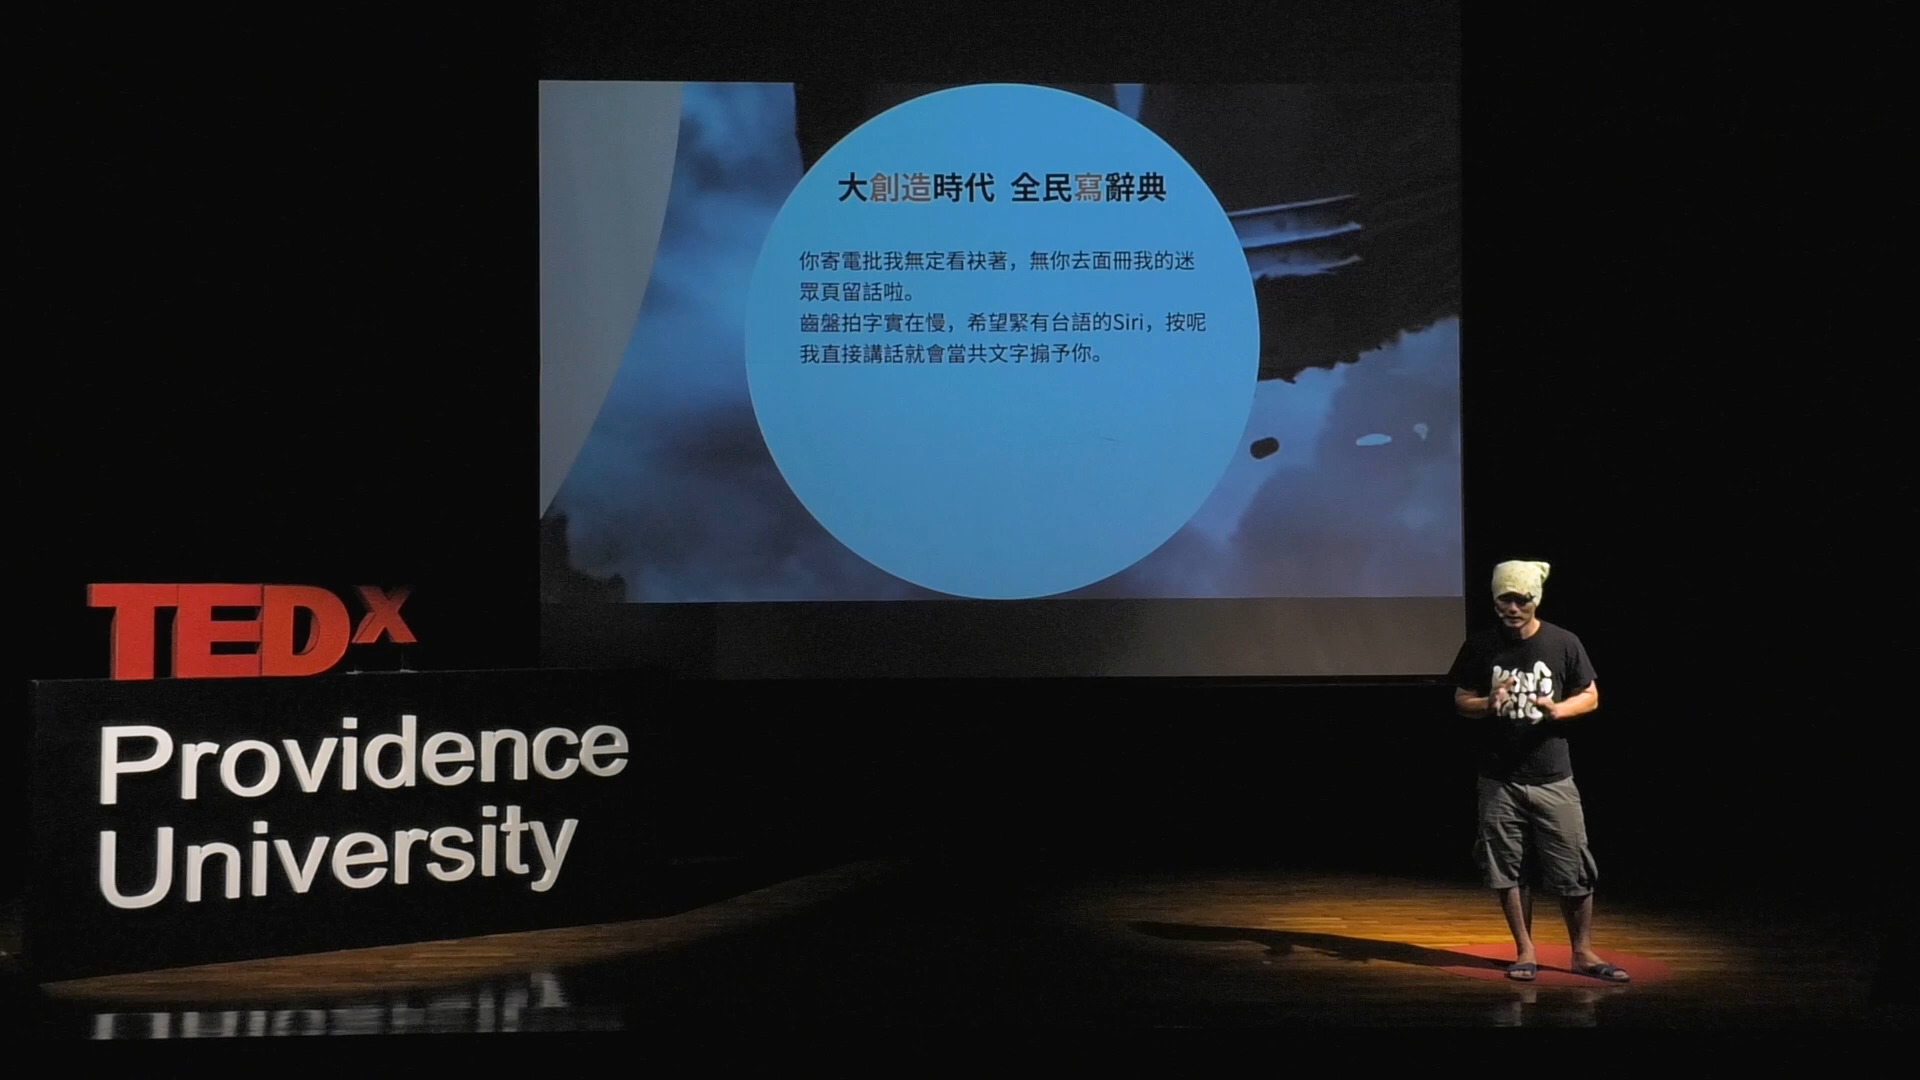 大創造時代 全民寫辭典
你寄電批我無定看袂著，無你去面冊我的迷
眾頁留話啦。
齒盤拍字實在慢，希望緊有台語的Siri，按呢
我直接講話就會當共文字搧予你。
TEDx
Providence
University